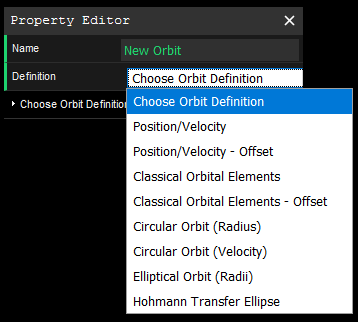 Property Editor
Name New Orbit
Definition Choose Orbit Definition
Choose Orbit Definition
Choose Orbit Definition
Position/Velocity
Position/Velocity - Offset
Classical Orbital Elements
Classical Orbital Elements - Offset
Circular Orbit (Radius)
Circular Orbit (Velocity)
Elliptical Orbit (Radii)
Hohmann Transfer Ellipse